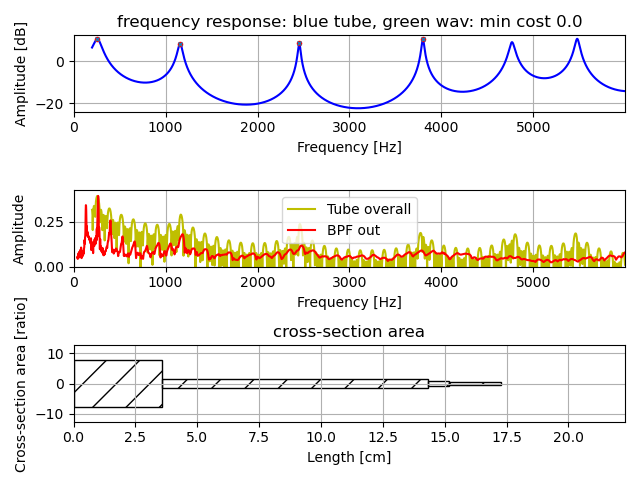 frequency response: blue tube, green wav: min cost 0.0
Amplitude [dB]
0
−20
0 1000 2000 3000 4000 5000
Frequency [Hz]
Amplitude
0.25
0.00
Tube overall
BPF out
0 1000 2000 3000 4000 5000
Frequency [Hz]
cross-section area
Cross-section area [ratio]
10
0
−10
0.0 2.5 5.0 7.5 10.0 12.5 15.0 17.5 20.0
Length [cm]